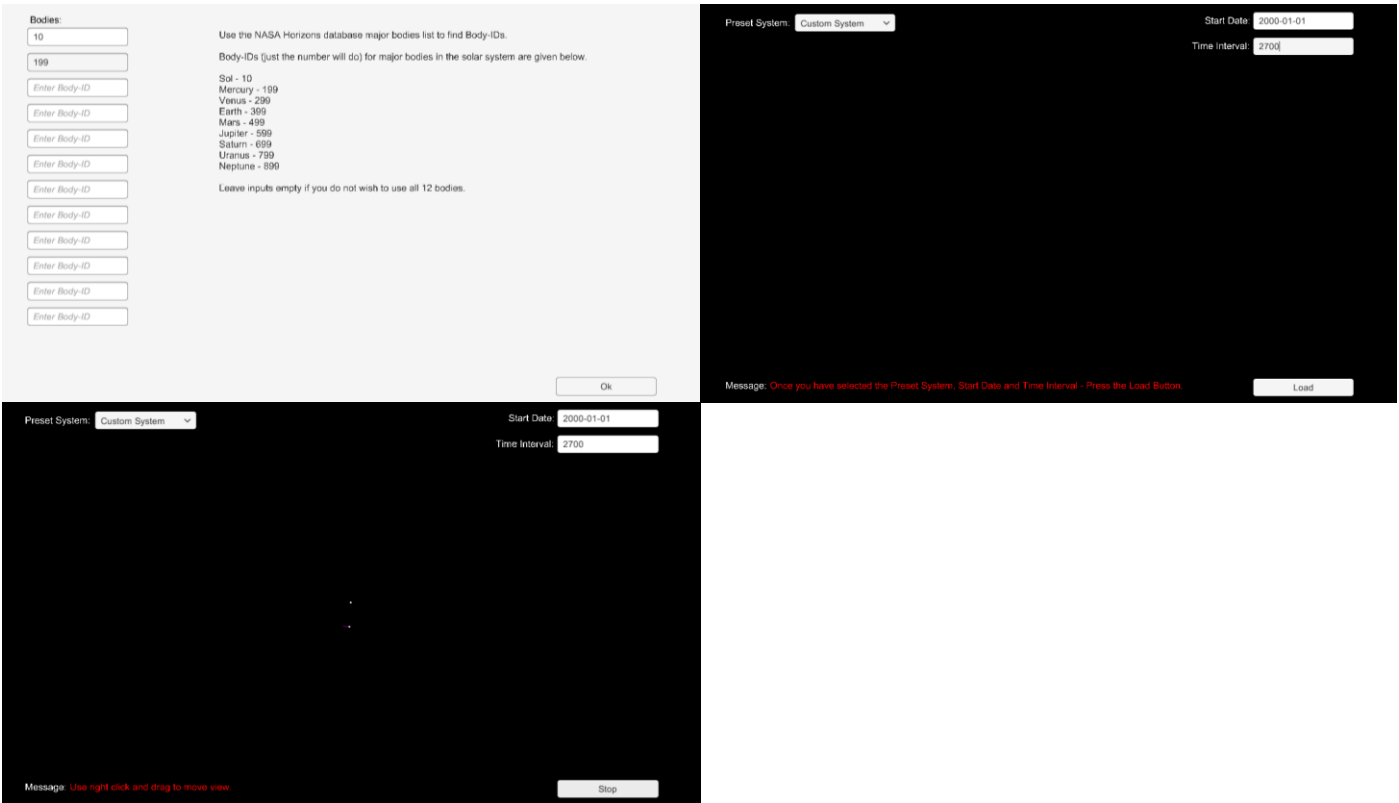 Bodies:
10
199
Enter Body-ID
Enter Body-ID
Enter Body-ID
Enter Body-ID
Enter Body-ID
Enter Body-ID
Enter Body-ID
Enter Body-ID
Enter Body-ID
Enter Body-ID
Use the NASA Horizons database major bodies list to find Body-IDs.
Body-IDs (just the number will do) for major bodies in the solar system are given below.
Sol - 10
Mercury - 199
Venus - 299
Earth - 399
Mars - 499
Jupiter - 599
Saturn - 699
Uranus - 799
Neptune - 899
Leave inputs empty if you do not wish to use all 12 bodies.
Ok
Preset System: Custom System
Start Date: 2000-01-01
Time Interval: 2700
Message: Once you have selected the Preset System, Start Date and Time Interval - Press the Load Button.
Load
Preset System: Custom System
Start Date: 2000-01-01
Time Interval: 2700
Message: Use right click and drag to move view.
Stop